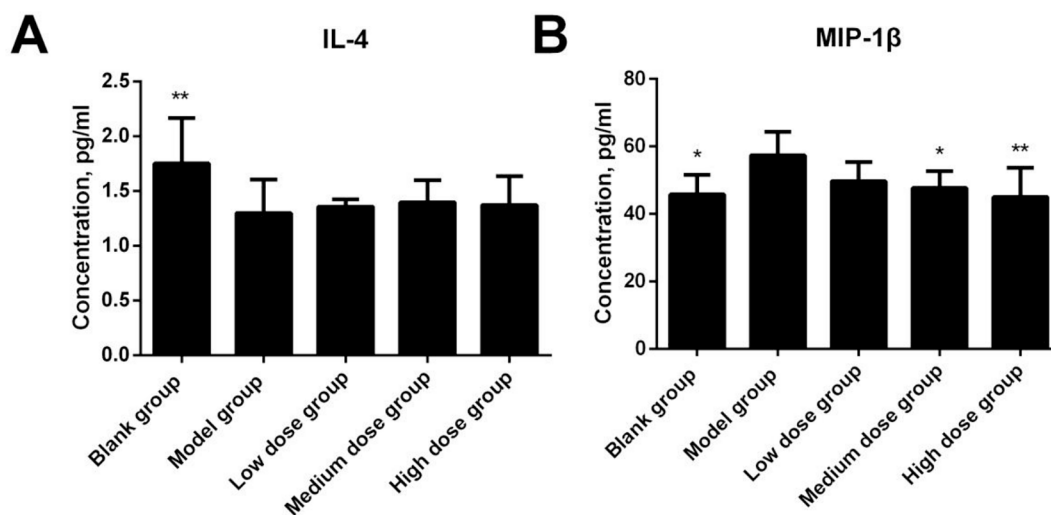 A
IL-4
Concentration, pg/ml
2.5
2.0
1.5
1.0
0.5
0.0
**
Blank group
Model group
Low dose group
Medium dose group
High dose group
B
MIP-1β
Concentration, pg/ml
80
60
40
20
0
*
*
**
Blank group
Model group
Low dose group
Medium dose group
High dose group